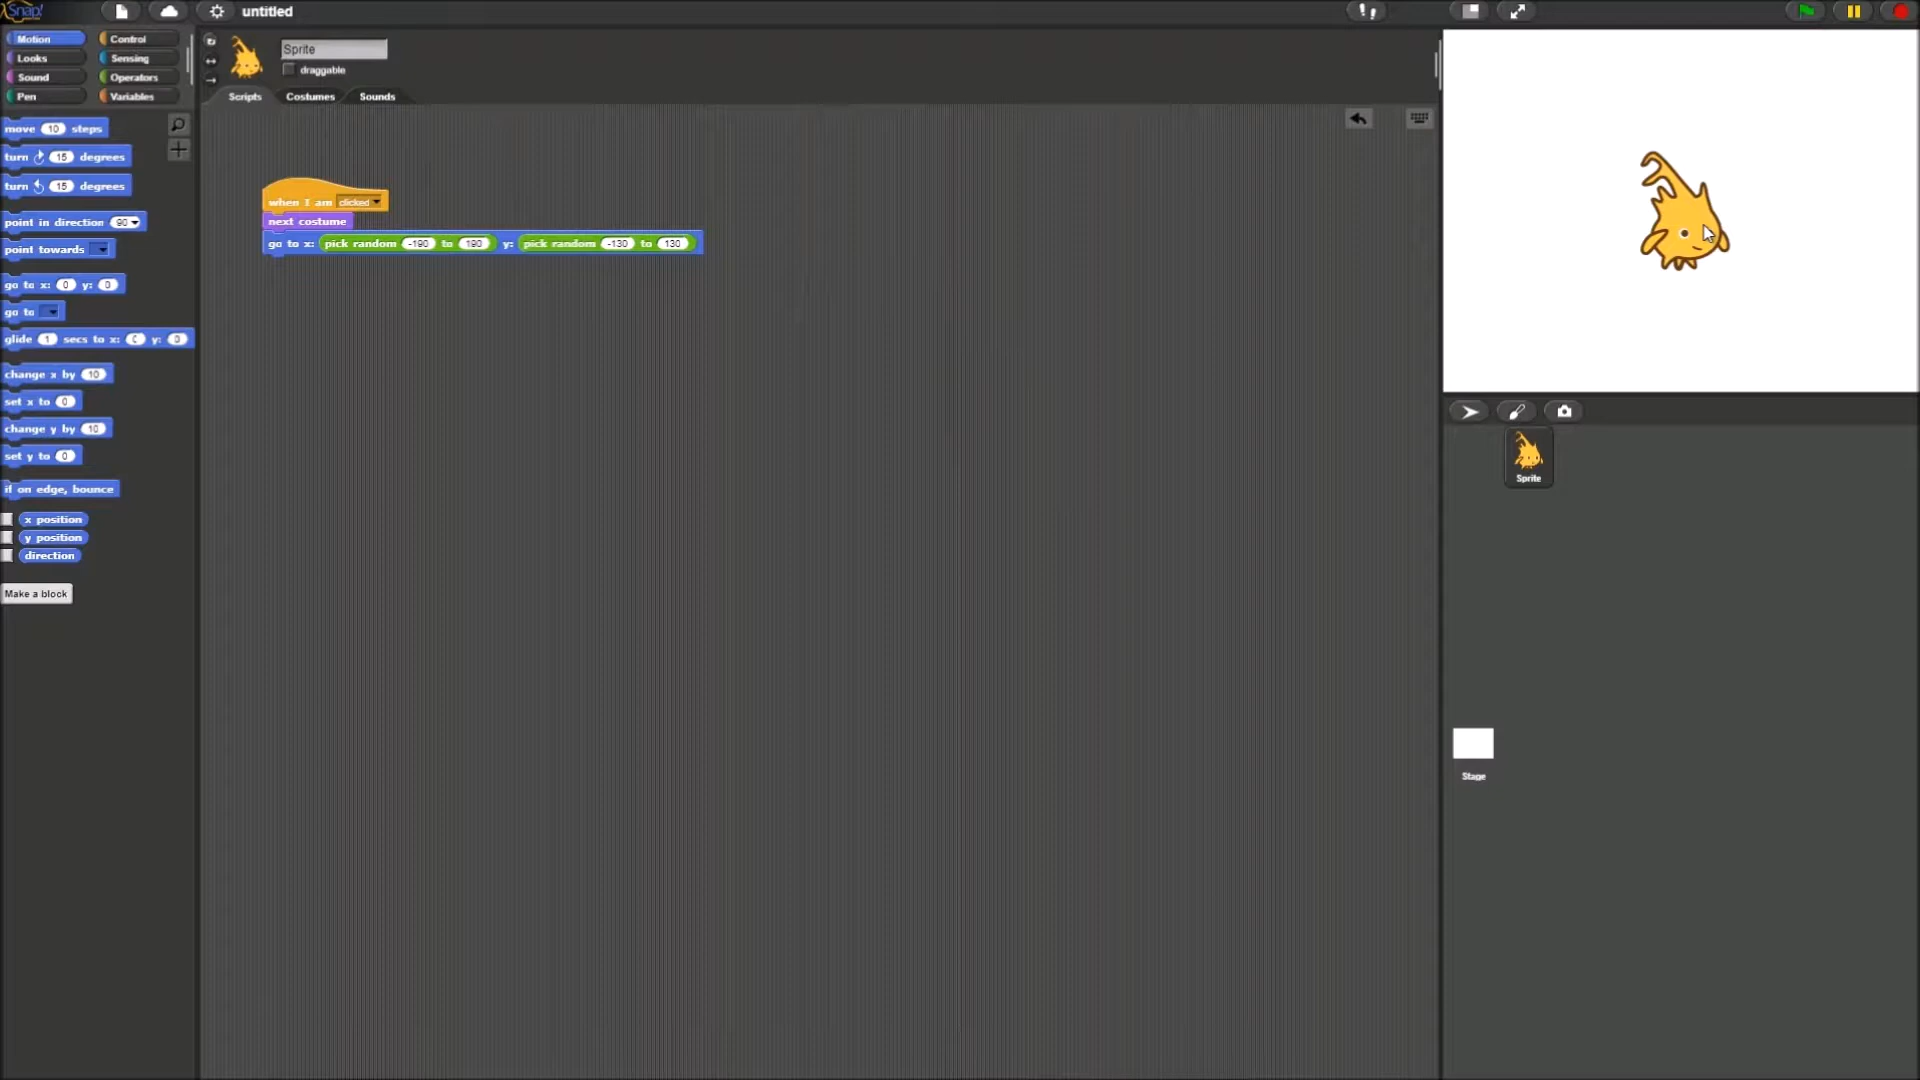 Snap!
untitled
Motion
Control
Looks
Sensing
Sound
Operators
Pen
Variables
Sprite
draggable
Scripts
Costumes
Sounds
move 10 steps
turn 15 degrees
turn 15 degrees
point in direction 90
point towards
go to x: 0 y: 0
go to
glide 1 secs to x: 0 y: 0
change x by 10
set x to 0
change y by 10
set y to 0
if on edge, bounce
x position
y position
direction
Make a block
when I am clicked
next costume
go to x: pick random -190 to 190 y: pick random -130 to 130
Sprite
Stage